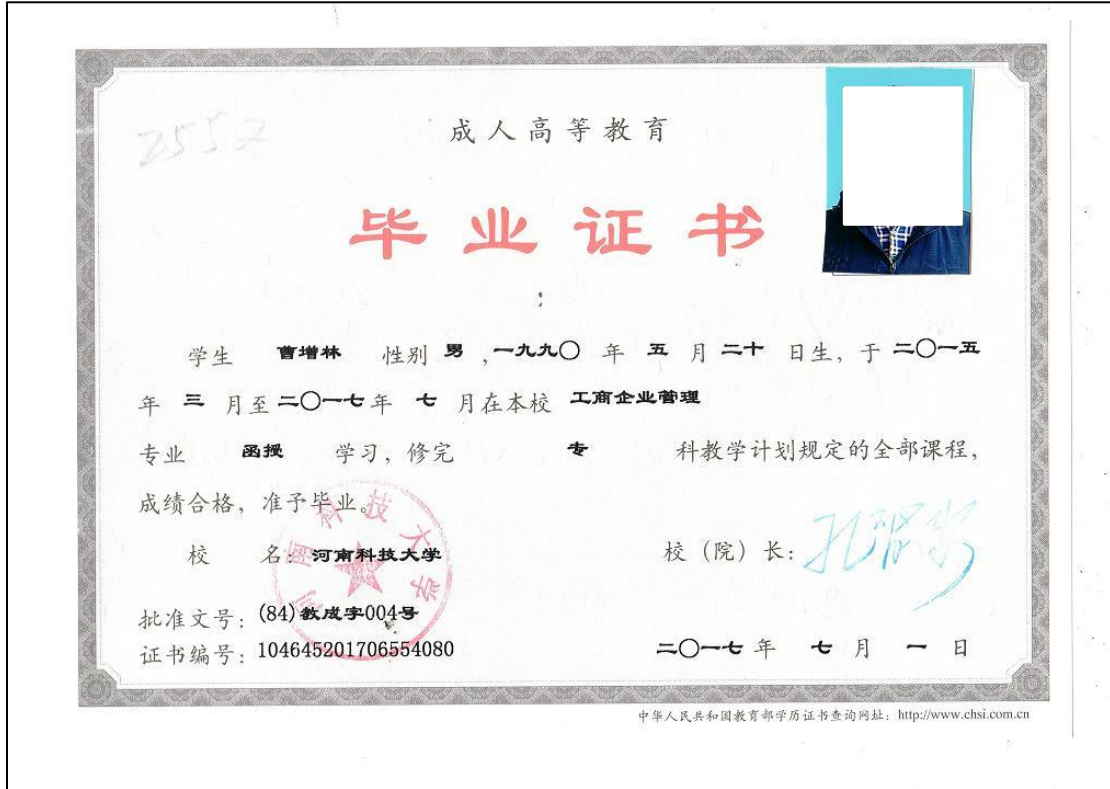 2552
成人高等教育
毕业证书
学生 曹增林 性别 男 ,一九九〇 年 五 月 二十 日生, 于 二〇一五
年 三 月至 二〇一七 年 七 月在本校 工商企业管理
专业 函授 学习, 修完 专 科教学计划规定的全部课程,
成绩合格, 准予毕业。
校 名: 河南科技大学
校 (院) 长:
河南科技大学
批准文号: (84)教成字004号
证书编号: 104645201706554080
二〇一七 年 七 月 一 日
中华人民共和国教育部学历证书查询网址: http://www.chsi.com.cn